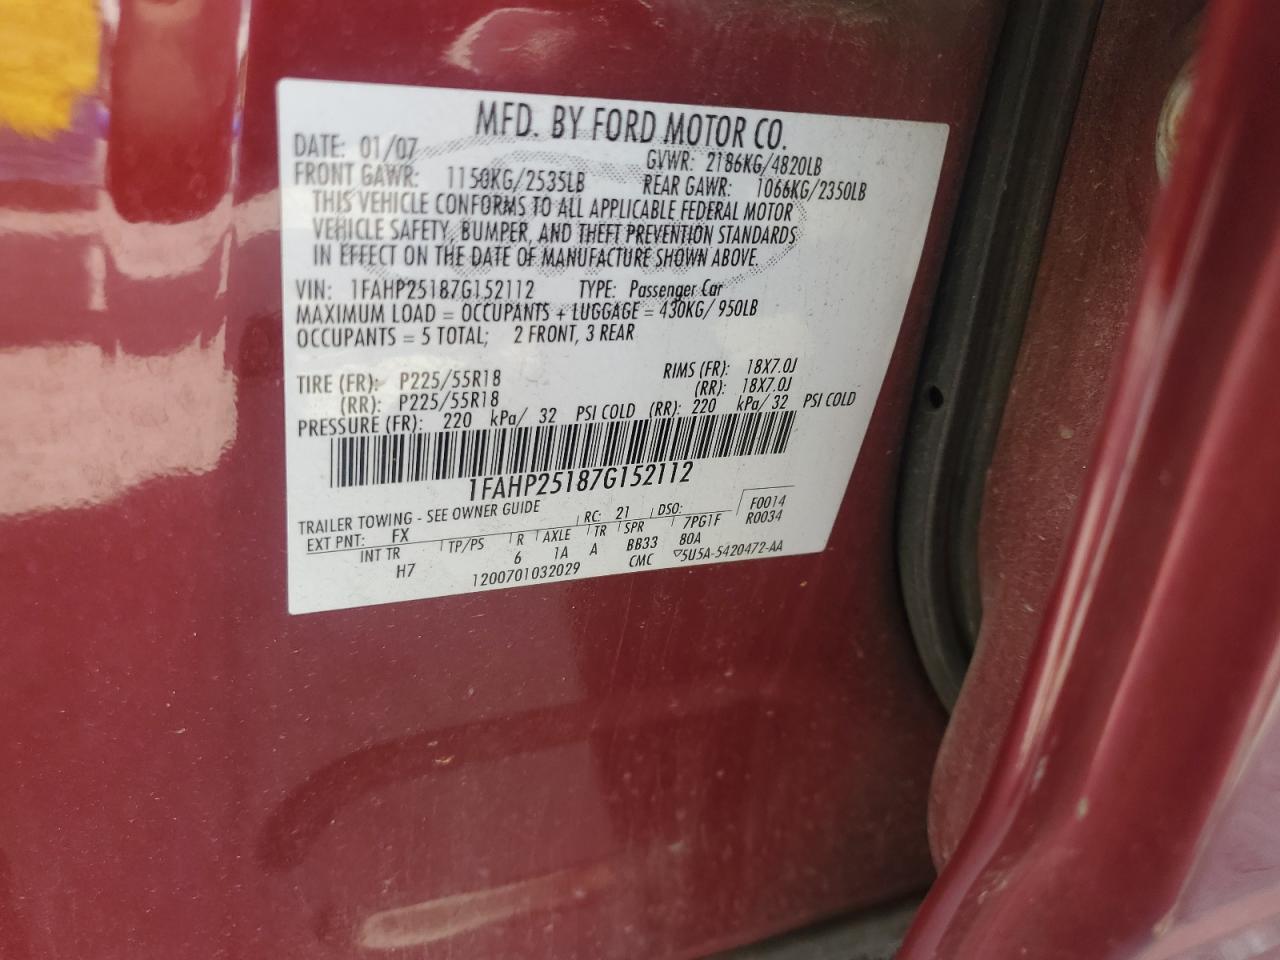 MFD. BY FORD MOTOR CO.
DATE: 01/07 GVWR: 2186KG/4820LB
FRONT GAWR: 1150KG/2535LB REAR GAWR: 1066KG/2350LB
THIS VEHICLE CONFORMS TO ALL APPLICABLE FEDERAL MOTOR
VEHICLE SAFETY, BUMPER, AND THEFT PREVENTION STANDARDS
IN EFFECT ON THE DATE OF MANUFACTURE SHOWN ABOVE.
VIN: 1FAHP25187G152112 TYPE: Passenger Car
MAXIMUM LOAD = OCCUPANTS + LUGGAGE = 430KG/ 950LB
OCCUPANTS = 5 TOTAL; 2 FRONT, 3 REAR
TIRE (FR): P225/55R18 RIMS (FR): 18X7.0J
(RR): P225/55R18 (RR): 18X7.0J
PRESSURE (FR): 220 kPa/ 32 PSI COLD (RR): 220 kPa/ 32 PSI COLD
1FAHP25187G152112
TRAILER TOWING - SEE OWNER GUIDE F0014
EXT PNT: FX RC: 21 DSO: R0034
INT TR TP/PS R AXLE TR SPR 7PG1F
H7 6 1A A BB33 80A
1200701032029 CMC ▽5U5A-5420472-AA